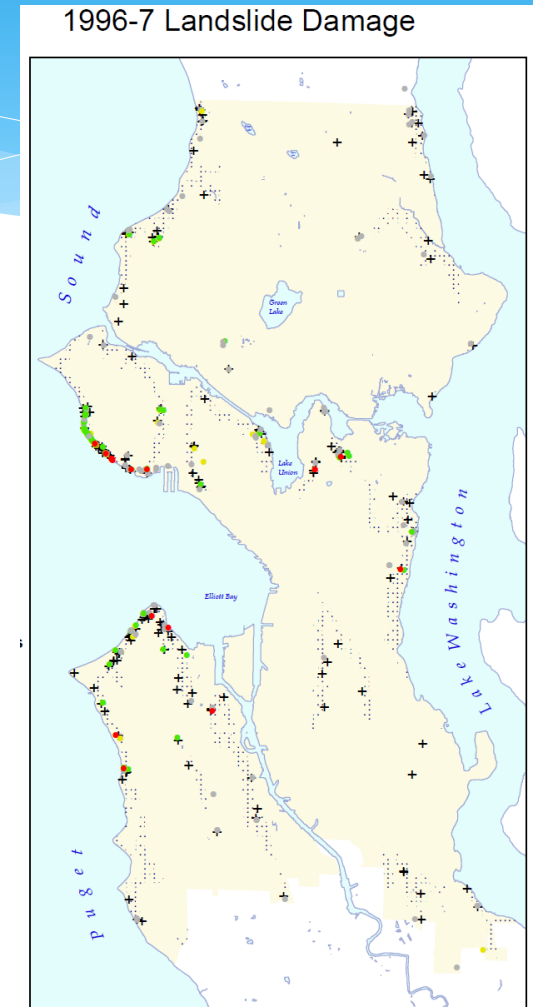 1996-7 Landslide Damage
Sound
Green
Lake
Lake
Union
Elliott Bay
Lake Washington
Puget